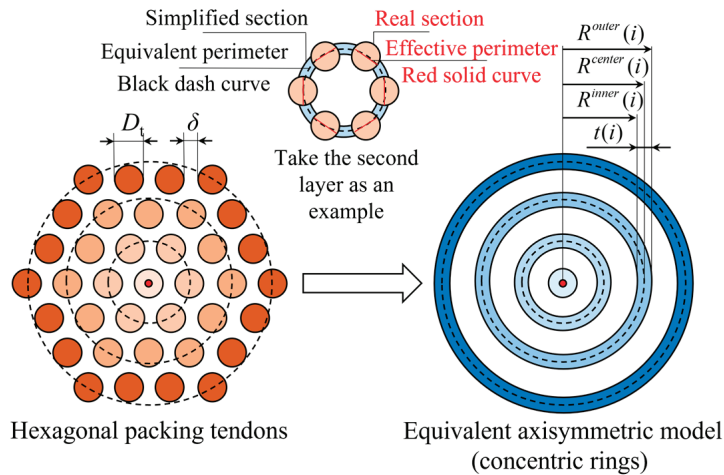 Simplified section
Real section
Equivalent perimeter
Effective perimeter
Black dash curve
Red solid curve
Take the second
layer as an
example
D_t
δ
R^{outer}(i)
R^{center}(i)
R^{inner}(i)
t(i)
Hexagonal packing tendons
Equivalent axisymmetric model
(concentric rings)